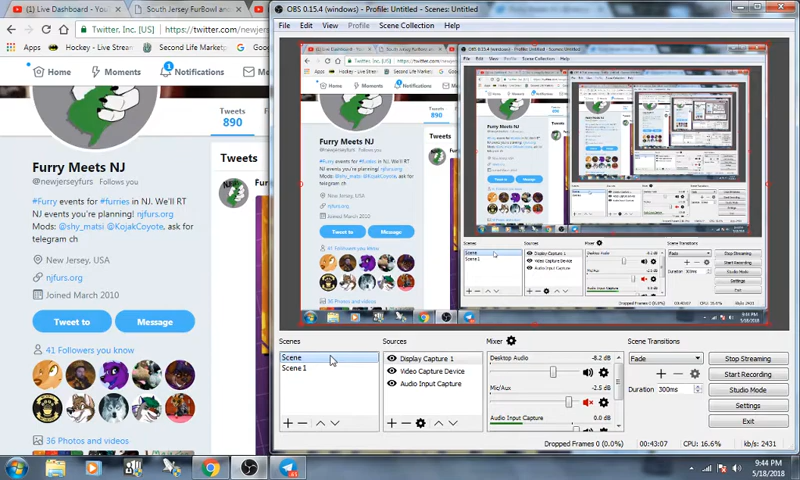 (1) Live Dashboard - Tw
South Jersey FurBowl and
Twitter, Inc. [US]
https://twitter.com/newjer
Apps
Bay Area
Hockey - Live Stream
Second Life Market
Home
Moments
1
Notifications
Tweets
890
Furry Meets NJ
@newjerseyfurs Follows you
#Furry events for #furries in NJ. We'll RT
NJ events you're planning! njfurs.org
Mods: @shy_matsi @KojakCoyote, ask for
telegram ch
New Jersey, USA
njfurs.org
Joined March 2010
Tweet to
Message
41 Followers you know
36 Photos and videos
Tweets
OBS 0.15.4 (windows) - Profile: Untitled - Scenes: Untitled
File
Edit
View
Profile
Scene Collection
Help
Scenes
Scene
Scene 1
Sources
Display Capture 1
Video Capture Device
Audio Input Capture
Mixer
Desktop Audio
-8.2 dB
Mic/Aux
-2.5 dB
Audio Input Capture
0.0 dB
Scene Transitions
Fade
Duration
300ms
Stop Streaming
Start Recording
Studio Mode
Settings
Exit
Dropped Frames 0 (0.0%)
00:43:07
CPU: 16.6%
kb/s: 2431
9:44 PM
5/18/2018